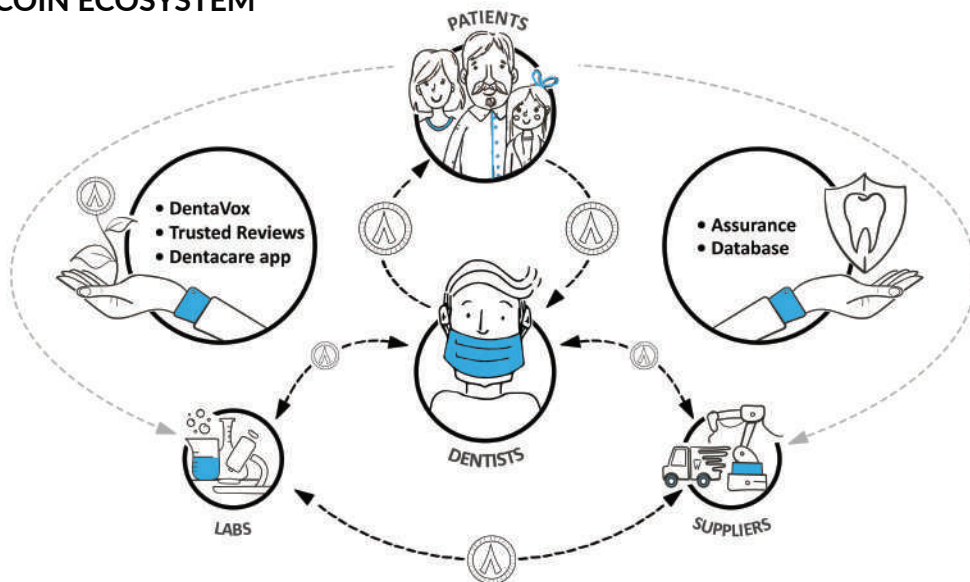 COIN ECOSYSTEM
PATIENTS
• DentaVox
• Trusted Reviews
• Dentacare app
• Assurance
• Database
DENTISTS
LABS
SUPPLIERS